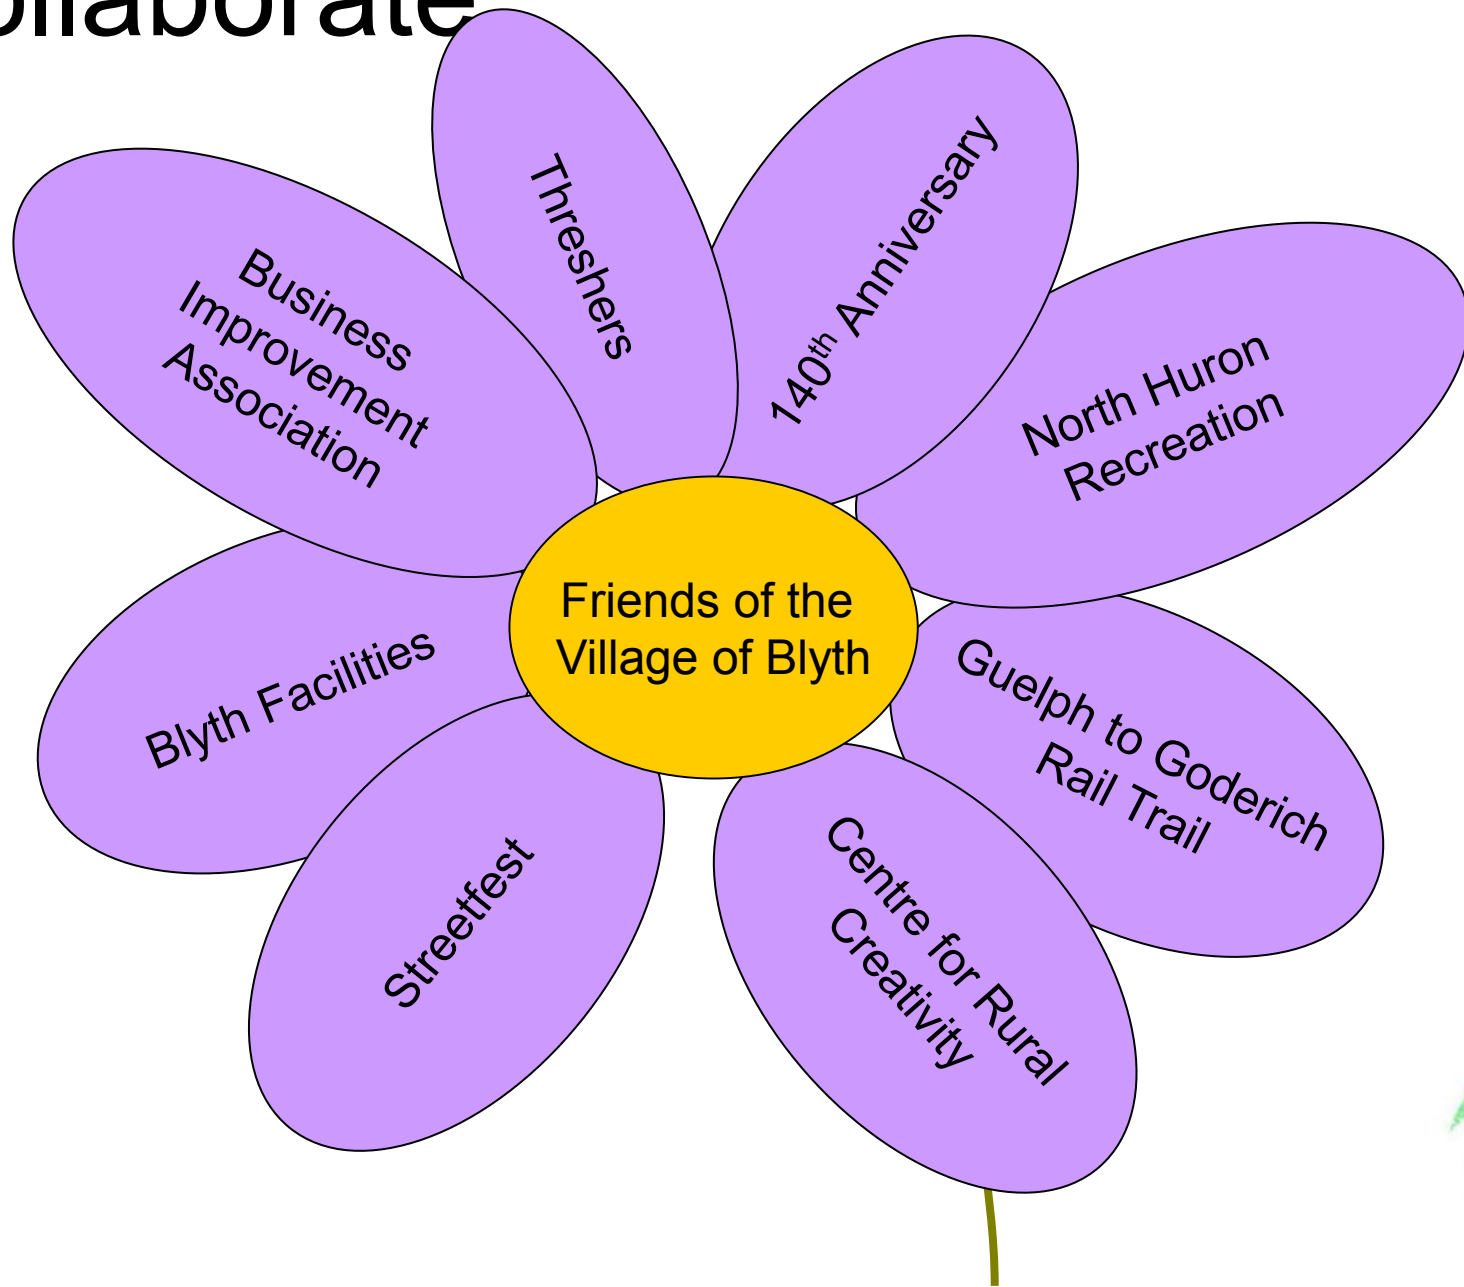 ollaborate
Threshers
140th Anniversary
Business
Improvement
Association
North Huron
Recreation
Friends of the
Village of Blyth
Blyth Facilities
Guelph to Goderich
Rail Trail
Streetfest
Centre for Rural
Creativity